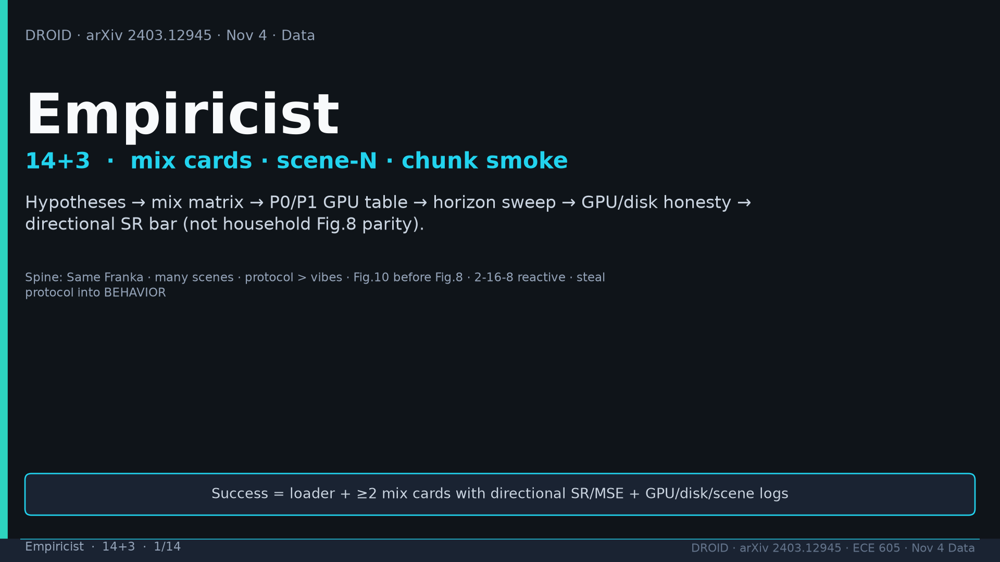 DROID · arXiv 2403.12945 · Nov 4 · Data
Empiricist
14+3 · mix cards · scene-N · chunk smoke
Hypotheses → mix matrix → P0/P1 GPU table → horizon sweep → GPU/disk honesty →
directional SR bar (not household Fig.8 parity).
Spine: Same Franka · many scenes · protocol > vibes · Fig.10 before Fig.8 · 2-16-8 reactive · steal
protocol into BEHAVIOR
Success = loader + ≥2 mix cards with directional SR/MSE + GPU/disk/scene logs
Empiricist · 14+3 · 1/14
DROID · arXiv 2403.12945 · ECE 605 · Nov 4 Data